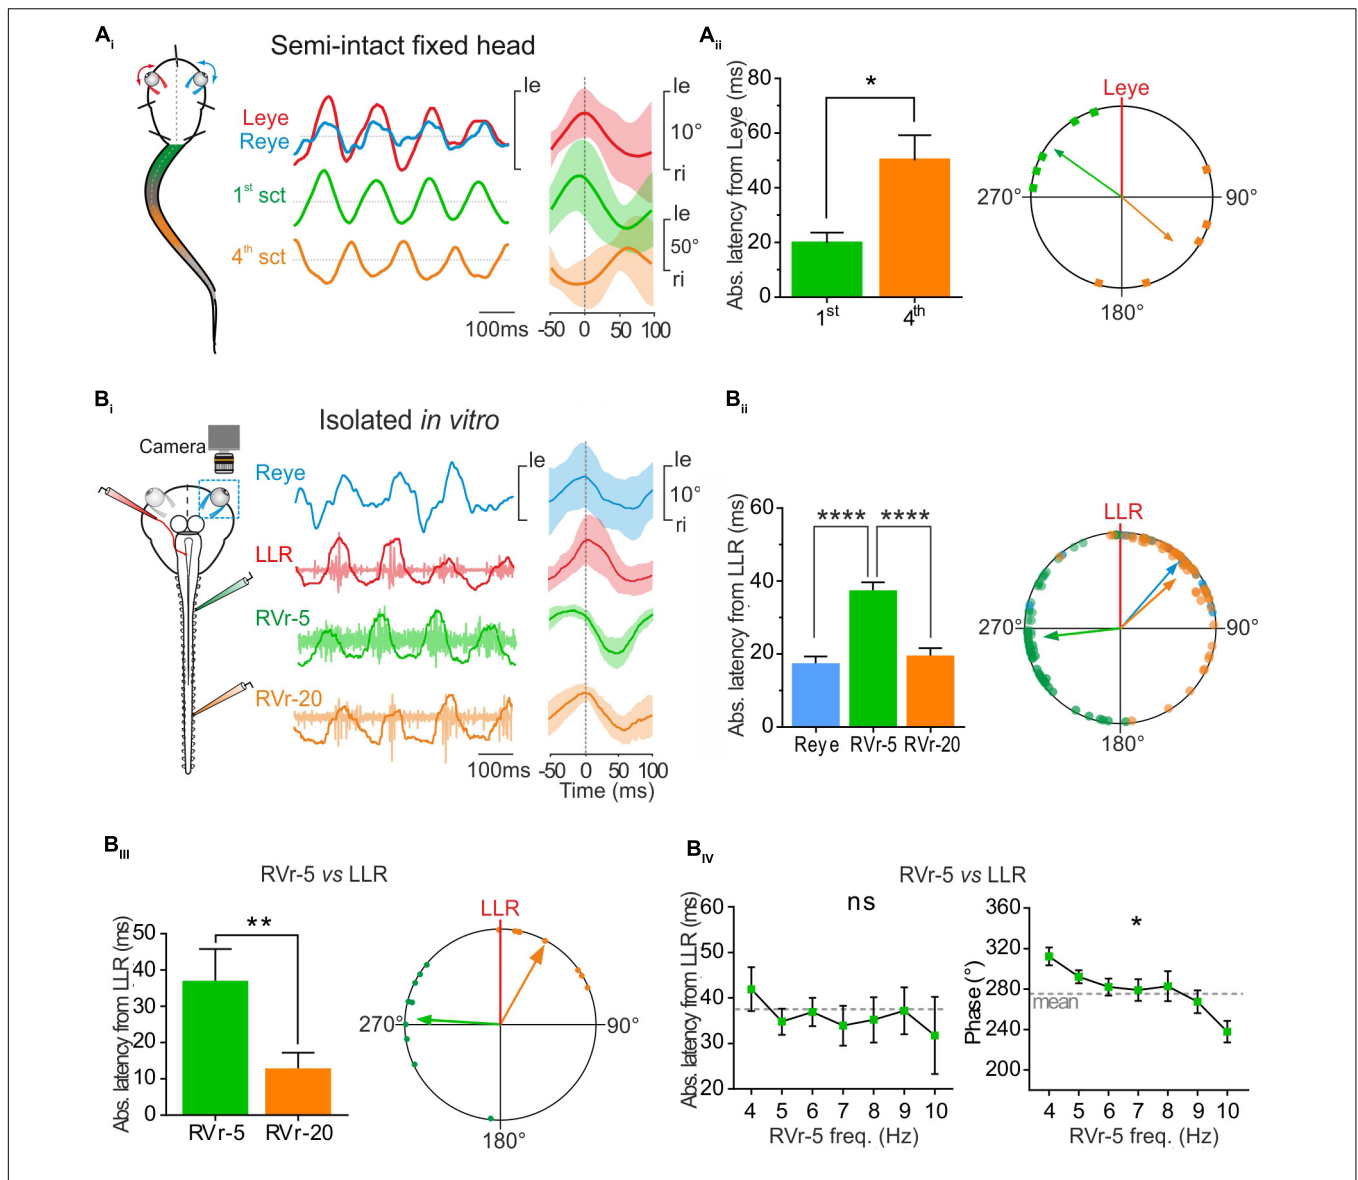 Ai
Semi-intact fixed head
Leye
Reye
1st sct
4th sct
le
le
10°
ri
le
50°
ri
100ms
-50 0 50 100
Aii
Abs. latency from Leye (ms)
80
60
40
20
0
*
1st 4th
Leye
270° 90°
180°
Bi
Isolated in vitro
Camera
Reye
LLR
RVr-5
RVr-20
le
ri
le
10°
ri
100ms
-50 0 50 100
Time (ms)
Bii
Abs. latency from LLR (ms)
60
40
20
0
**** ****
Reye RVr-5 RVr-20
LLR
270° 90°
180°
BIII
RVr-5 vs LLR
Abs. latency from LLR (ms)
50
40
30
20
10
0
**
RVr-5 RVr-20
LLR
270° 90°
180°
BIV
RVr-5 vs LLR
Abs. latency from LLR (ms)
60
50
40
30
20
ns
4 5 6 7 8 9 10
RVr-5 freq. (Hz)
Phase (°)
360
320
280
240
200
*
mean
4 5 6 7 8 9 10
RVr-5 freq. (Hz)